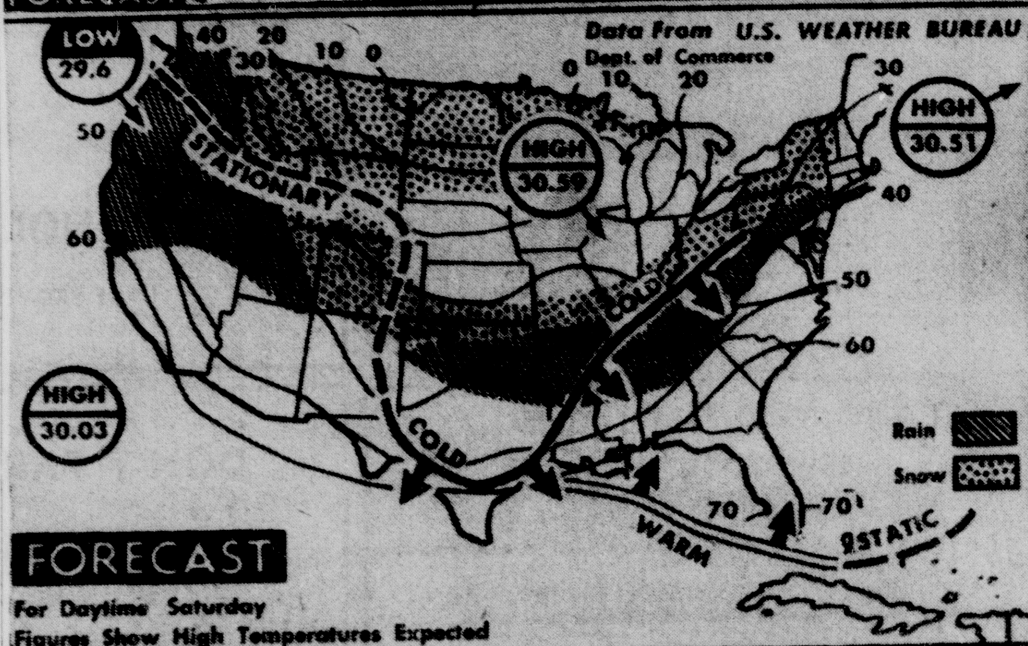 FORECAST
LOW
29.6
40 20
30
10 0
Data From U.S. WEATHER BUREAU
Dept. of Commerce
0
10
20
30
HIGH
30.51
50
STATIONARY
HIGH
30.59
40
60
COLD
50
60
HIGH
30.03
COLD
Rain
Snow
70
70
WARM
STATIC
FORECAST
For Daytime Saturday
Figures Show High Temperatures Expected